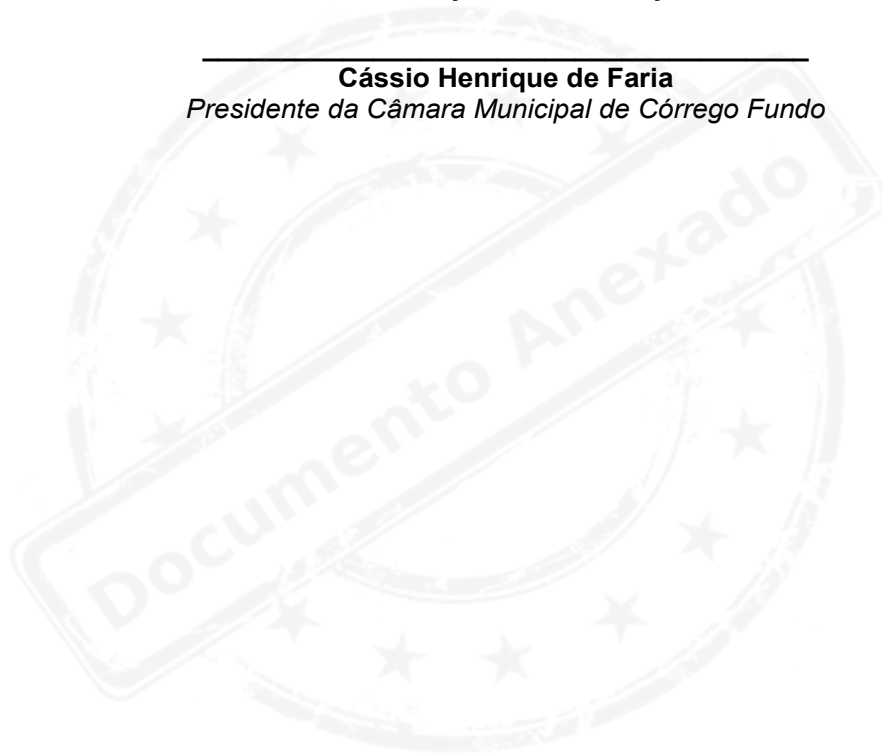 Cássio Henrique de Faria
Presidente da Câmara Municipal de Córrego Fundo
Documento Anexado